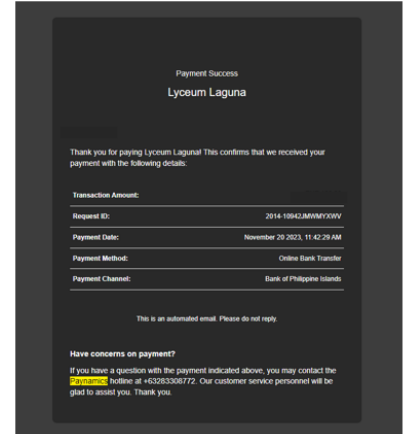 Payment Success
Lyceum Laguna
Thank you for paying Lyceum Laguna! This confirms that we received your
payment with the following details:
Transaction Amount:
Request ID: 2014-10942JMWMYXWV
Payment Date: November 20 2023, 11:42:29 AM
Payment Method: Online Bank Transfer
Payment Channel: Bank of Philippine Islands
This is an automated email. Please do not reply.
Have concerns on payment?
If you have a question with the payment indicated above, you may contact the
Paynamics hotline at +63283308772. Our customer service personnel will be
glad to assist you. Thank you.